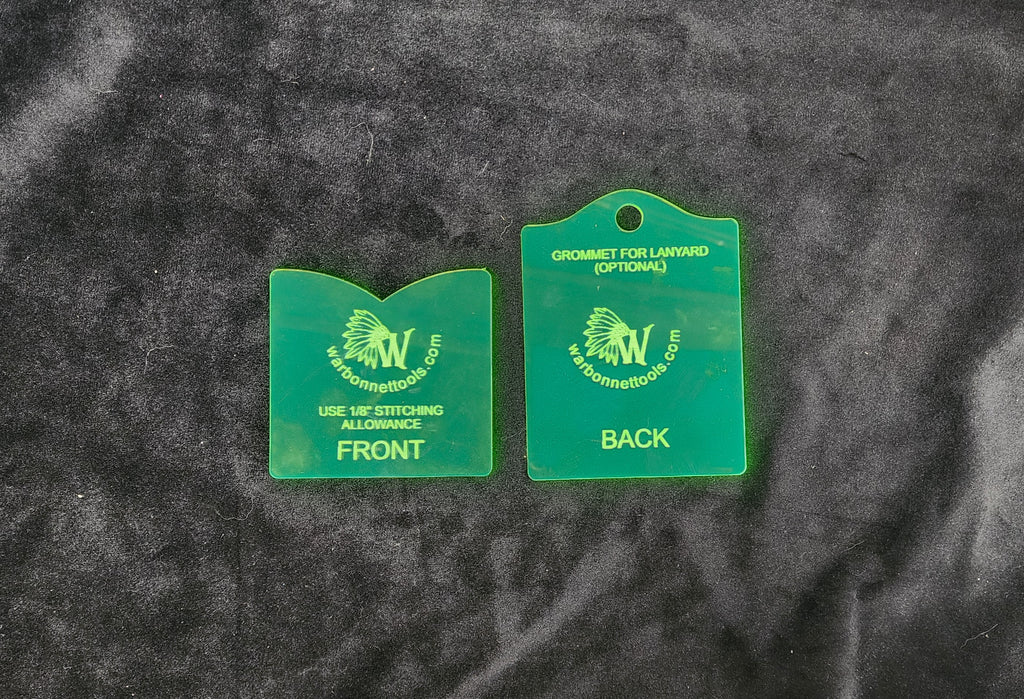 W
warbonnettools.com
USE 1/8" STITCHING
ALLOWANCE
FRONT
GROMMET FOR LANYARD
(OPTIONAL)
W
warbonnettools.com
BACK